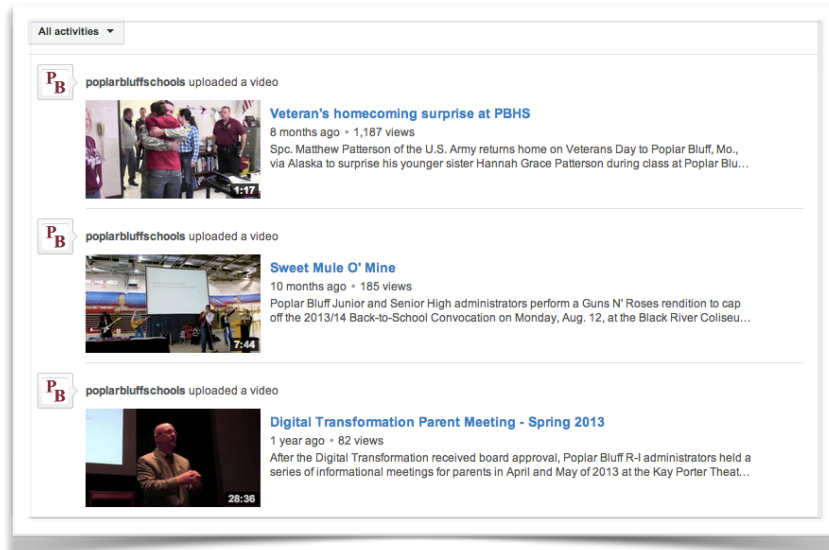 All activities
P
B
poplarbluffschools uploaded a video
Veteran's homecoming surprise at PBHS
8 months ago • 1,187 views
Spc. Matthew Patterson of the U.S. Army returns home on Veterans Day to Poplar Bluff, Mo.,
via Alaska to surprise his younger sister Hannah Grace Patterson during class at Poplar Blu...
1:17
P
B
poplarbluffschools uploaded a video
Sweet Mule O' Mine
10 months ago • 185 views
Poplar Bluff Junior and Senior High administrators perform a Guns N' Roses rendition to cap
off the 2013/14 Back-to-School Convocation on Monday, Aug. 12, at the Black River Coliseu...
7:44
P
B
poplarbluffschools uploaded a video
Digital Transformation Parent Meeting - Spring 2013
1 year ago • 82 views
After the Digital Transformation received board approval, Poplar Bluff R-I administrators held a
series of informational meetings for parents in April and May of 2013 at the Kay Porter Theat...
28:36